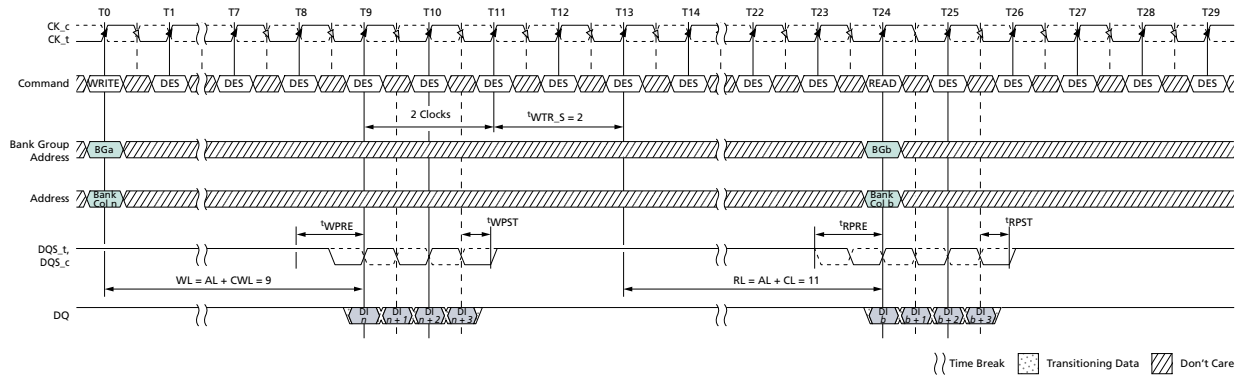 T0 T1 T7 T8 T9 T10 T11 T12 T13 T14 T22 T23 T24 T25 T26 T27 T28 T29
CK_c
CK_t
Command WRITE DES DES DES DES DES DES DES DES DES DES DES READ DES DES DES DES DES
2 Clocks tWTR_S = 2
Bank Group
Address BGa BGb
Address Bank
Col n Bank
Col b
tWPRE tWPST tRPRE tRPST
DQS_t,
DQS_c
WL = AL + CWL = 9 RL = AL + CL = 11
DQ DI
n DI
n + 1 DI
n + 2 DI
n + 3 DI
b DI
b + 1 DI
b + 2 DI
b + 3
Time Break Transitioning Data Don't Care